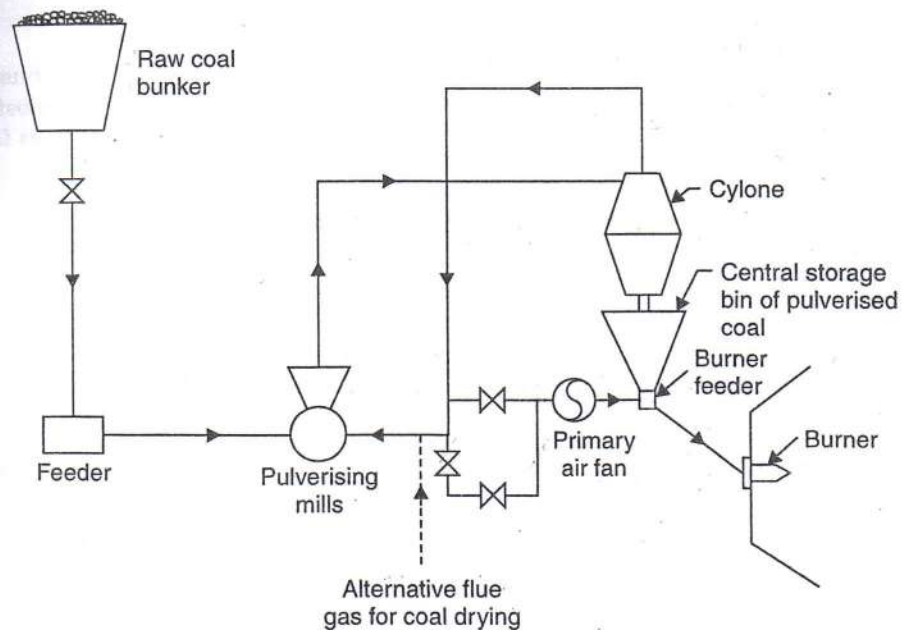 Raw coal
bunker
Cylone
Central storage
bin of pulverised
coal
Burner
feeder
Burner
Primary
air fan
Feeder
Pulverising
mills
Alternative flue
gas for coal drying